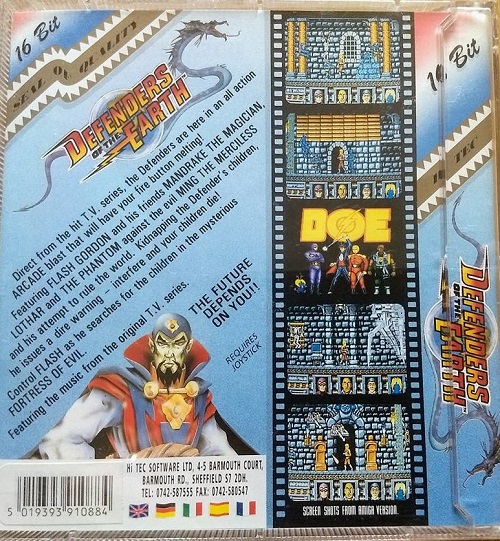 16 Bit
SEAL OF QUALITY
DEFENDERS
OF THE
EARTH
Direct from the hit T.V. series, the Defenders are here in an all action
ARCADE blast that will have your fire button melting!
Featuring FLASH GORDON and his friends MANDRAKE THE MAGICIAN,
LOTHAR and THE PHANTOM against the evil MING THE MERCILESS
and his attempt to rule the world. Kidnapping the Defender's children,
he issues a dire warning - interfere and your children die!
Control FLASH as he searches for the children in the mysterious
FORTRESS OF EVIL.
Featuring the music from the original T.V. series.
THE FUTURE
DEPENDS
ON YOU!!
REQUIRES
JOYSTICK
Hi TEC SOFTWARE LTD, 4-5 BARMOUTH COURT,
BARMOUTH RD., SHEFFIELD S7 2DH.
TEL: 0742-587555 FAX: 0742-580547
5 019393 910884
DOE
SCREEN SHOTS FROM AMIGA VERSION.
16 Bit
HI TEC
DEFENDERS
OF THE
EARTH